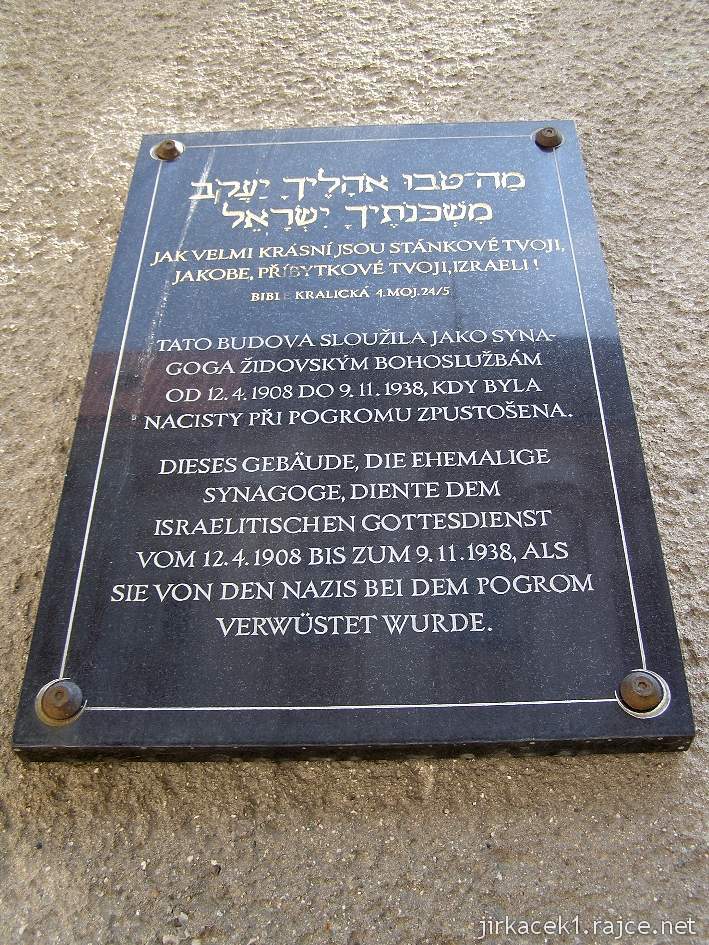 מַה־טֹּבוּ אֹהָלֶיךָ יַעֲקֹב
מִשְׁכְּנֹתֶיךָ יִשְׂרָאֵל
JAK VELMI KRÁSNÍ JSOU STÁNKOVÉ TVOJI,
JAKOBE, PŘÍBYTKOVÉ TVOJI, IZRAELI !
BIBLE KRALICKÁ 4.MOJ.24/5
TATO BUDOVA SLOUŽILA JAKO SYNA-
GOGA ŽIDOVSKÝM BOHOSLUŽBÁM
OD 12.4.1908 DO 9.11.1938, KDY BYLA
NACISTY PŘI POGROMU ZPUSTOŠENA.
DIESES GEBÄUDE, DIE EHEMALIGE
SYNAGOGE, DIENTE DEM
ISRAELITISCHEN GOTTESDIENST
VOM 12.4.1908 BIS ZUM 9.11.1938, ALS
SIE VON DEN NAZIS BEI DEM POGROM
VERWÜSTET WURDE.
jirkacek1.rajce.net